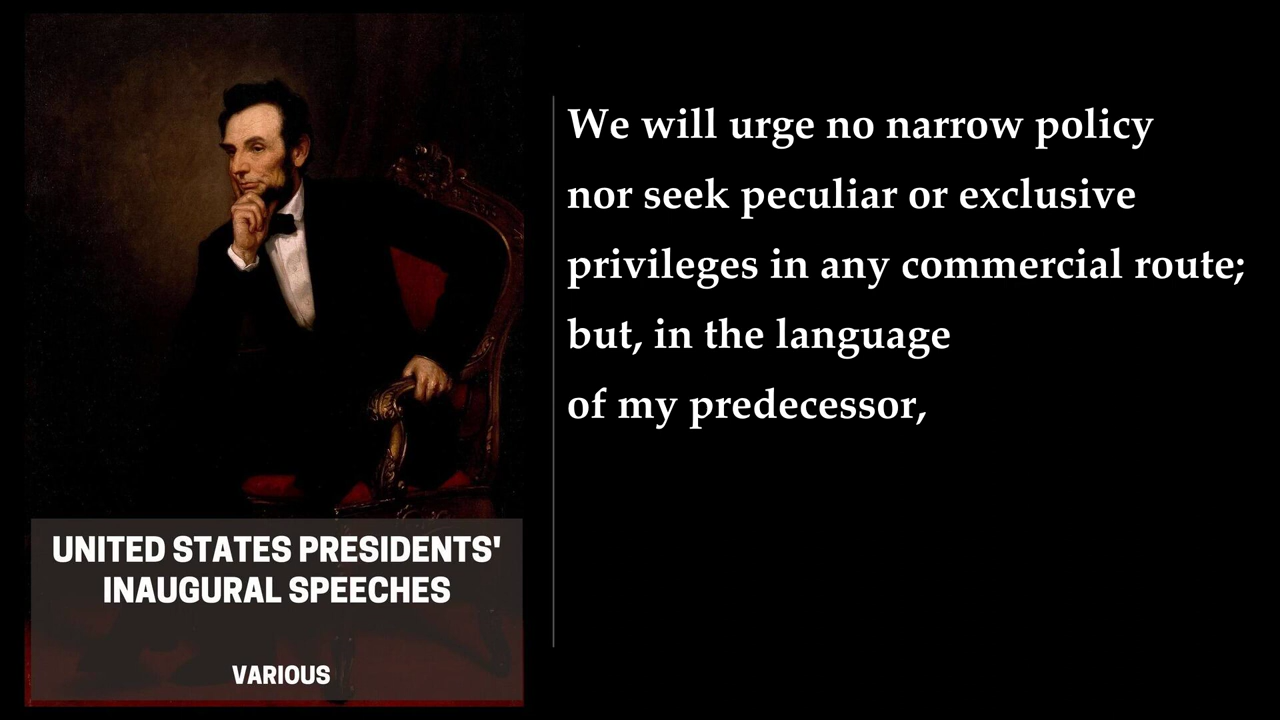 We will urge no narrow policy
nor seek peculiar or exclusive
privileges in any commercial route;
but, in the language
of my predecessor,
UNITED STATES PRESIDENTS'
INAUGURAL SPEECHES
VARIOUS